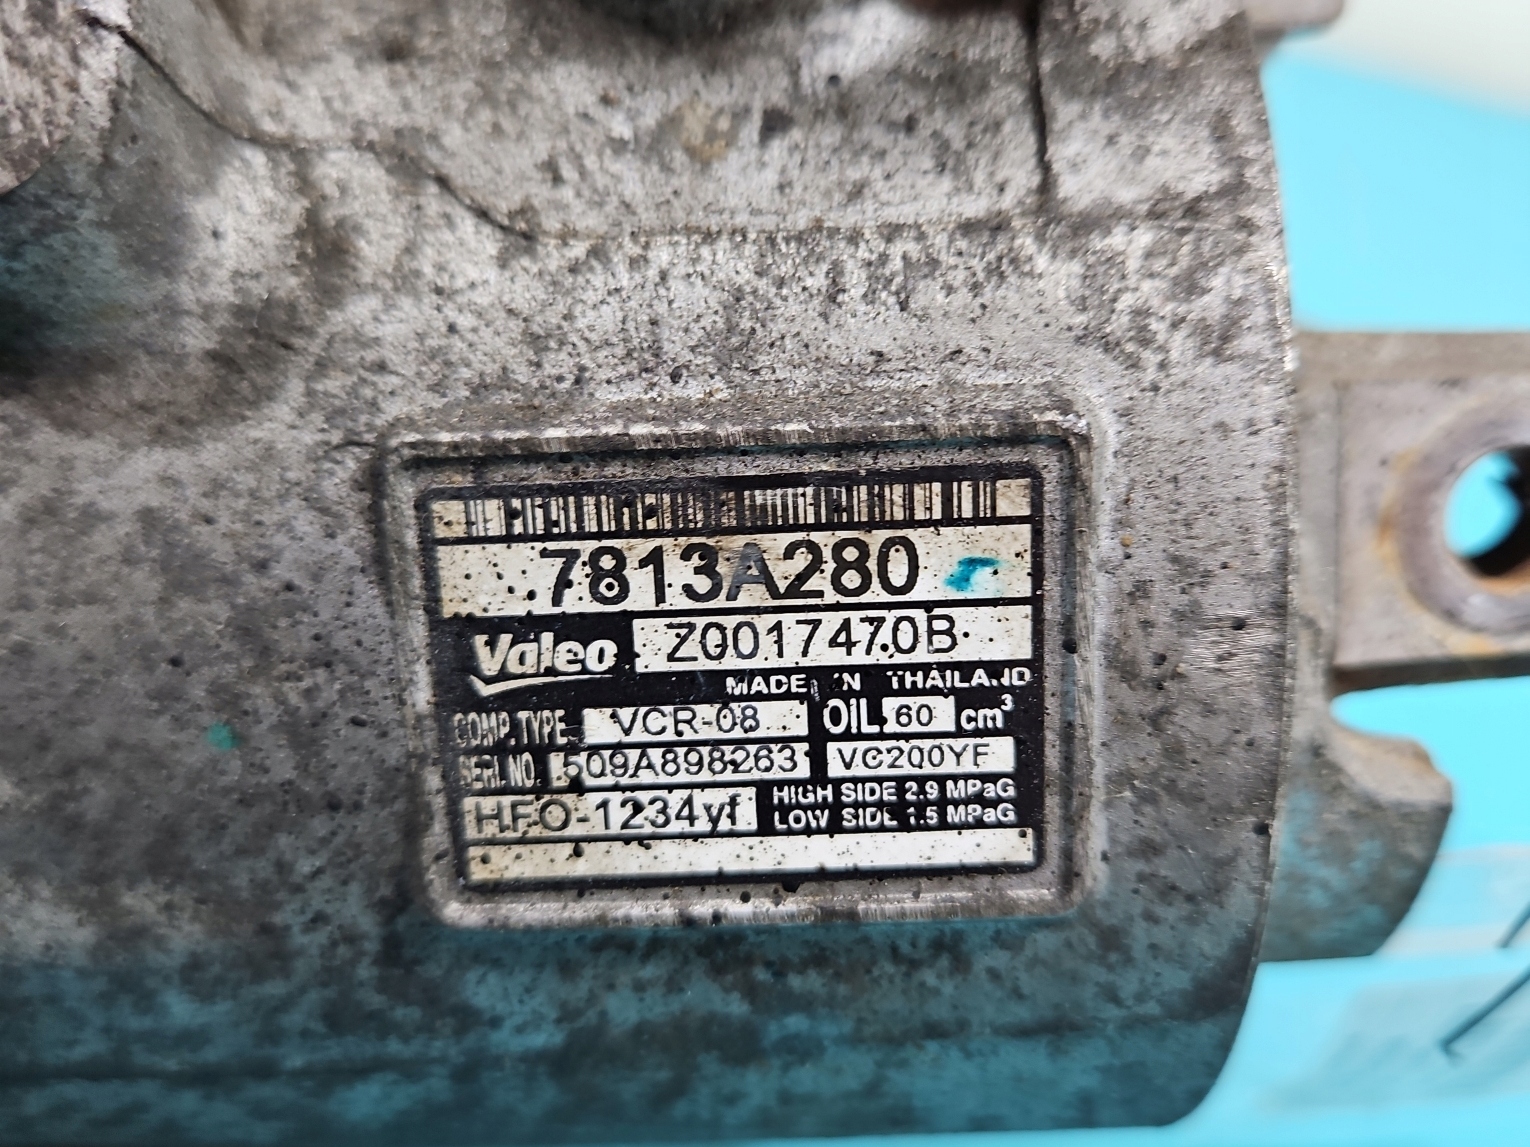 7813A280
Valeo Z0017470B
MADE IN THAILAND
COMP. TYPE VCR-08 OIL 60 cm³
SERI. NO. 509A898263 VC200YF
HFO-1234yf HIGH SIDE 2.9 MPaG
LOW SIDE 1.5 MPaG